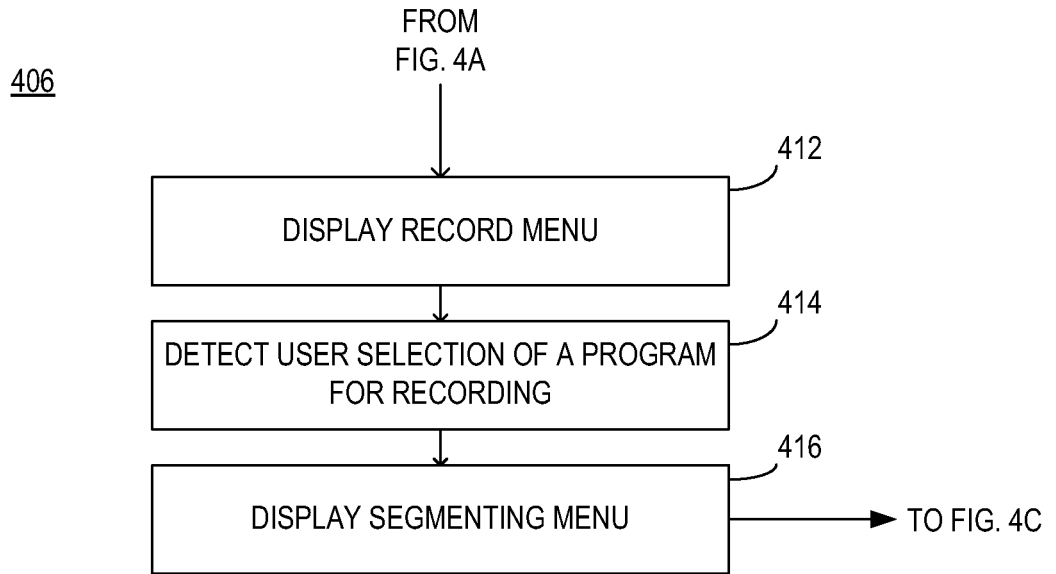 FROM
FIG. 4A
406
412
DISPLAY RECORD MENU
414
DETECT USER SELECTION OF A PROGRAM
FOR RECORDING
416
DISPLAY SEGMENTING MENU
TO FIG. 4C